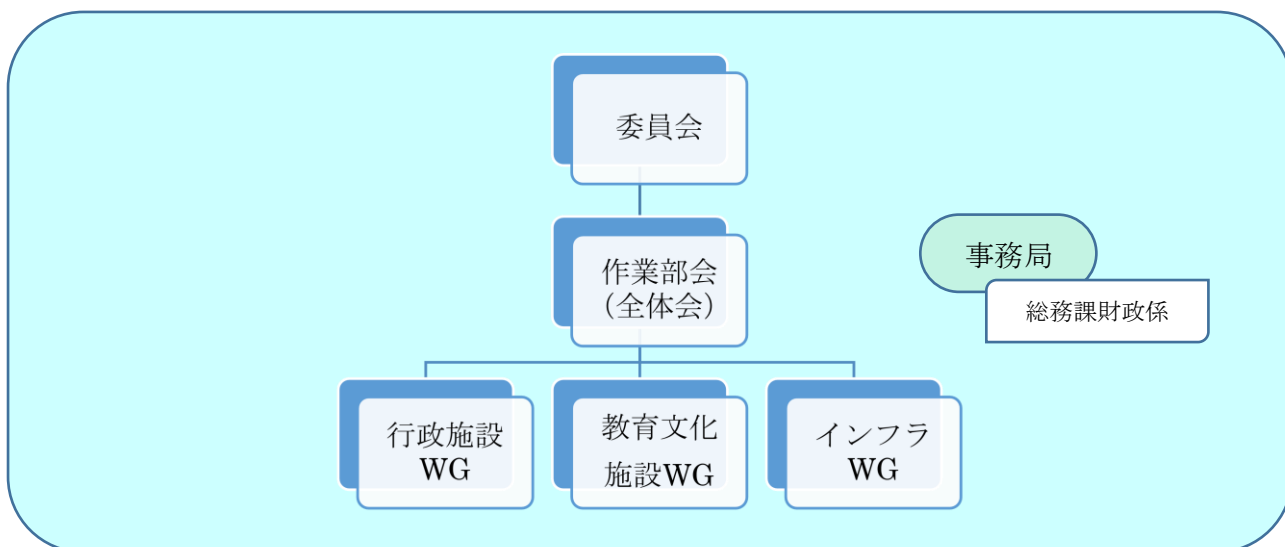 委員会
作業部会
（全体会）
事務局
総務課財政係
行政施設
WG
教育文化
施設WG
インフラ
WG